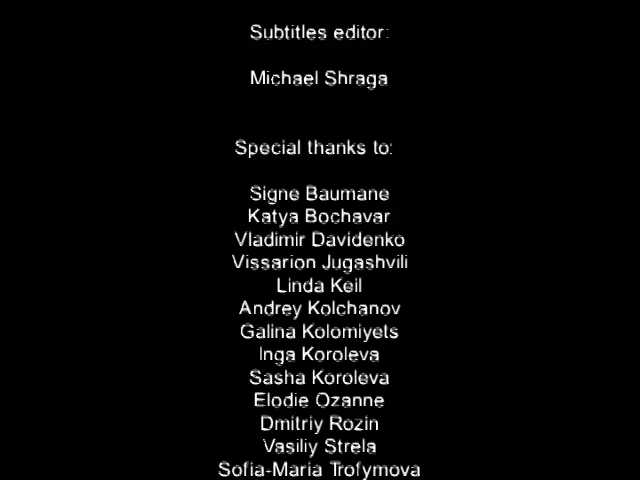 Subtitles editor:
Michael Shraga
Special thanks to:
Signe Baumane
Katya Bochavar
Vladimir Davidenko
Vissarion Jugashvili
Linda Keil
Andrey Kolchanov
Galina Kolomiyets
Inga Koroleva
Sasha Koroleva
Elodie Ozanne
Dmitriy Rozin
Vasiliy Strela
Sofia-Maria Trofymova